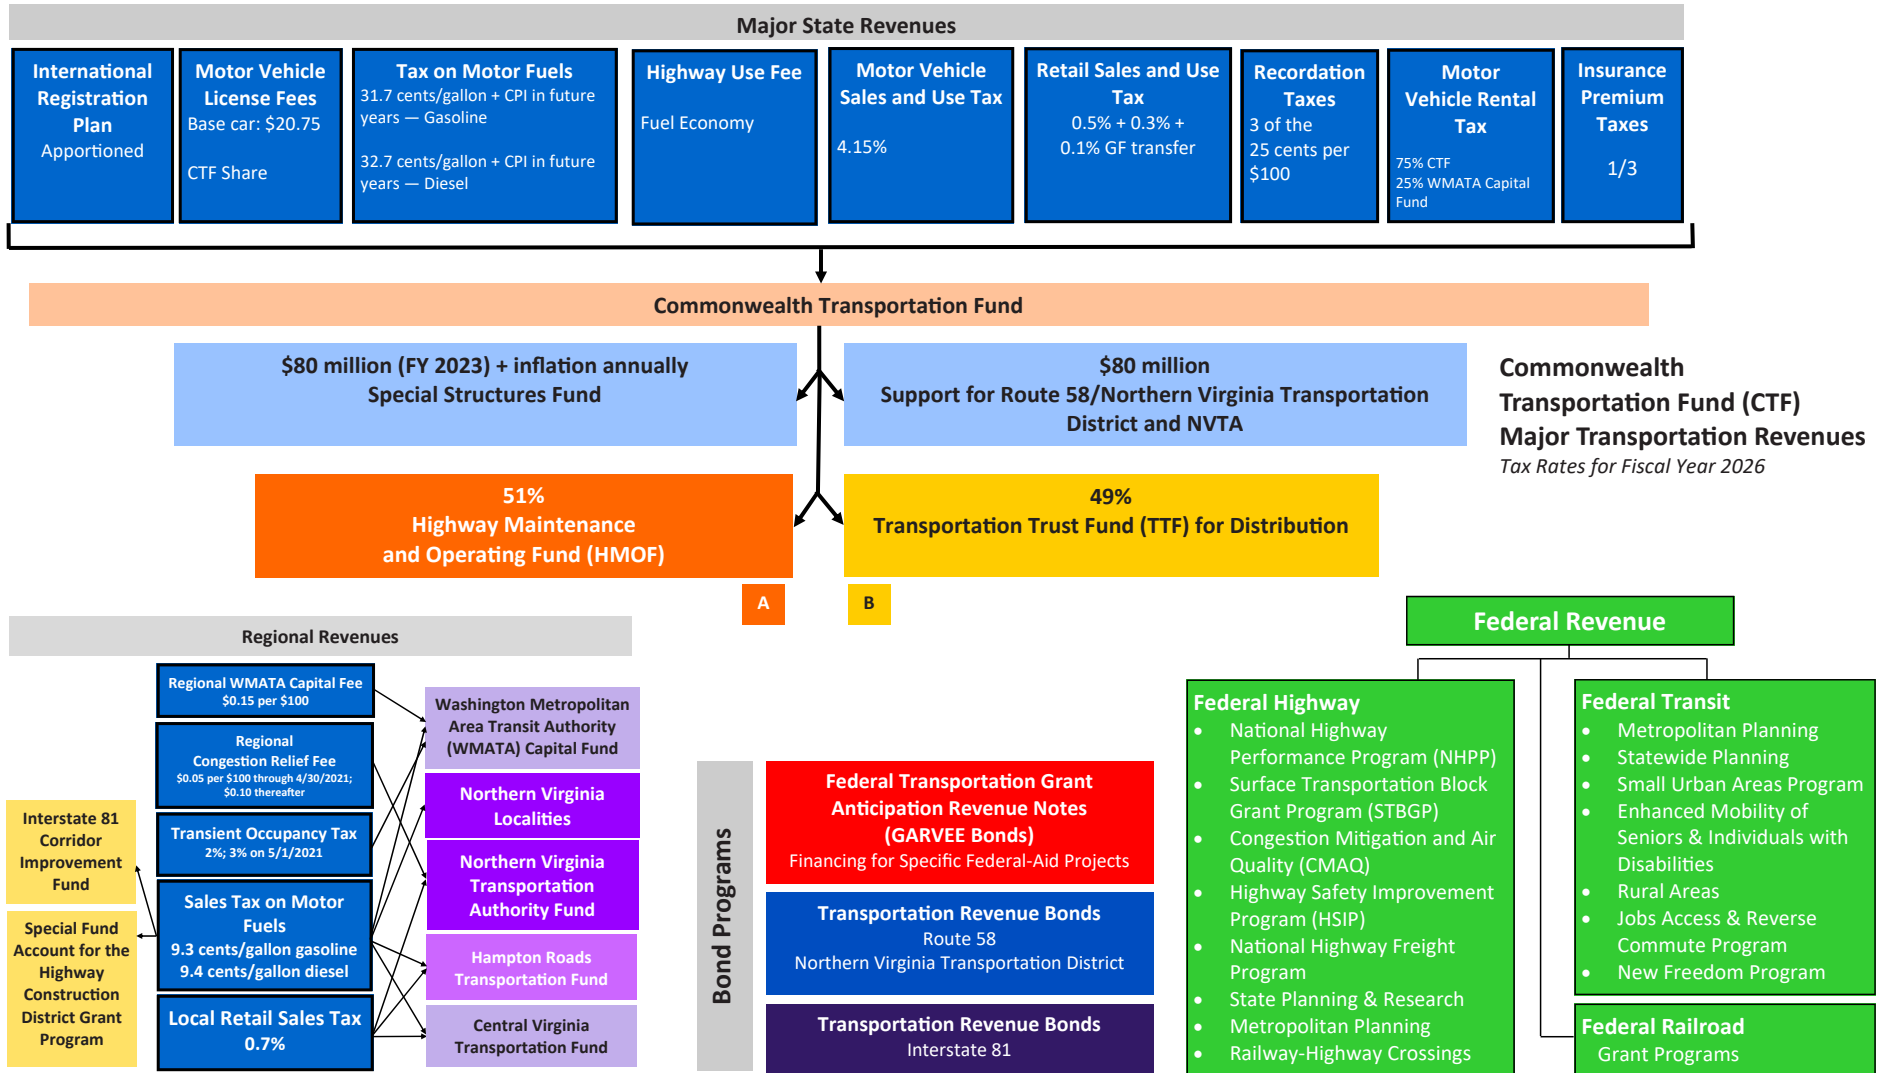 Major State Revenues
International
Registration
Plan
Apportioned
Motor Vehicle
License Fees
Base car: $20.75
CTF Share
Tax on Motor Fuels
31.7 cents/gallon + CPI in future
years — Gasoline
32.7 cents/gallon + CPI in future
years — Diesel
Highway Use Fee
Fuel Economy
Motor Vehicle
Sales and Use Tax
4.15%
Retail Sales and Use
Tax
0.5% + 0.3% +
0.1% GF transfer
Recordation
Taxes
3 of the
25 cents per
$100
Motor
Vehicle Rental
Tax
75% CTF
25% WMATA Capital
Fund
Insurance
Premium
Taxes
1/3
Commonwealth Transportation Fund
$80 million (FY 2023) + inflation annually
Special Structures Fund
$80 million
Support for Route 58/Northern Virginia Transportation
District and NVTA
Commonwealth
Transportation Fund (CTF)
Major Transportation Revenues
Tax Rates for Fiscal Year 2026
51%
Highway Maintenance
and Operating Fund (HMOF)
49%
Transportation Trust Fund (TTF) for Distribution
A
B
Regional Revenues
Regional WMATA Capital Fee
$0.15 per $100
Regional
Congestion Relief Fee
$0.05 per $100 through 4/30/2021;
$0.10 thereafter
Transient Occupancy Tax
2%; 3% on 5/1/2021
Sales Tax on Motor
Fuels
9.3 cents/gallon gasoline
9.4 cents/gallon diesel
Local Retail Sales Tax
0.7%
Interstate 81
Corridor
Improvement
Fund
Special Fund
Account for the
Highway
Construction
District Grant
Program
Washington Metropolitan
Area Transit Authority
(WMATA) Capital Fund
Northern Virginia
Localities
Northern Virginia
Transportation
Authority Fund
Hampton Roads
Transportation Fund
Central Virginia
Transportation Fund
Bond Programs
Federal Transportation Grant
Anticipation Revenue Notes
(GARVEE Bonds)
Financing for Specific Federal-Aid Projects
Transportation Revenue Bonds
Route 58
Northern Virginia Transportation District
Transportation Revenue Bonds
Interstate 81
Federal Revenue
Federal Highway
• National Highway
Performance Program (NHPP)
• Surface Transportation Block
Grant Program (STBGP)
• Congestion Mitigation and Air
Quality (CMAQ)
• Highway Safety Improvement
Program (HSIP)
• National Highway Freight
Program
• State Planning & Research
• Metropolitan Planning
• Railway-Highway Crossings
Federal Transit
• Metropolitan Planning
• Statewide Planning
• Small Urban Areas Program
• Enhanced Mobility of
Seniors & Individuals with
Disabilities
• Rural Areas
• Jobs Access & Reverse
Commute Program
• New Freedom Program
Federal Railroad
Grant Programs